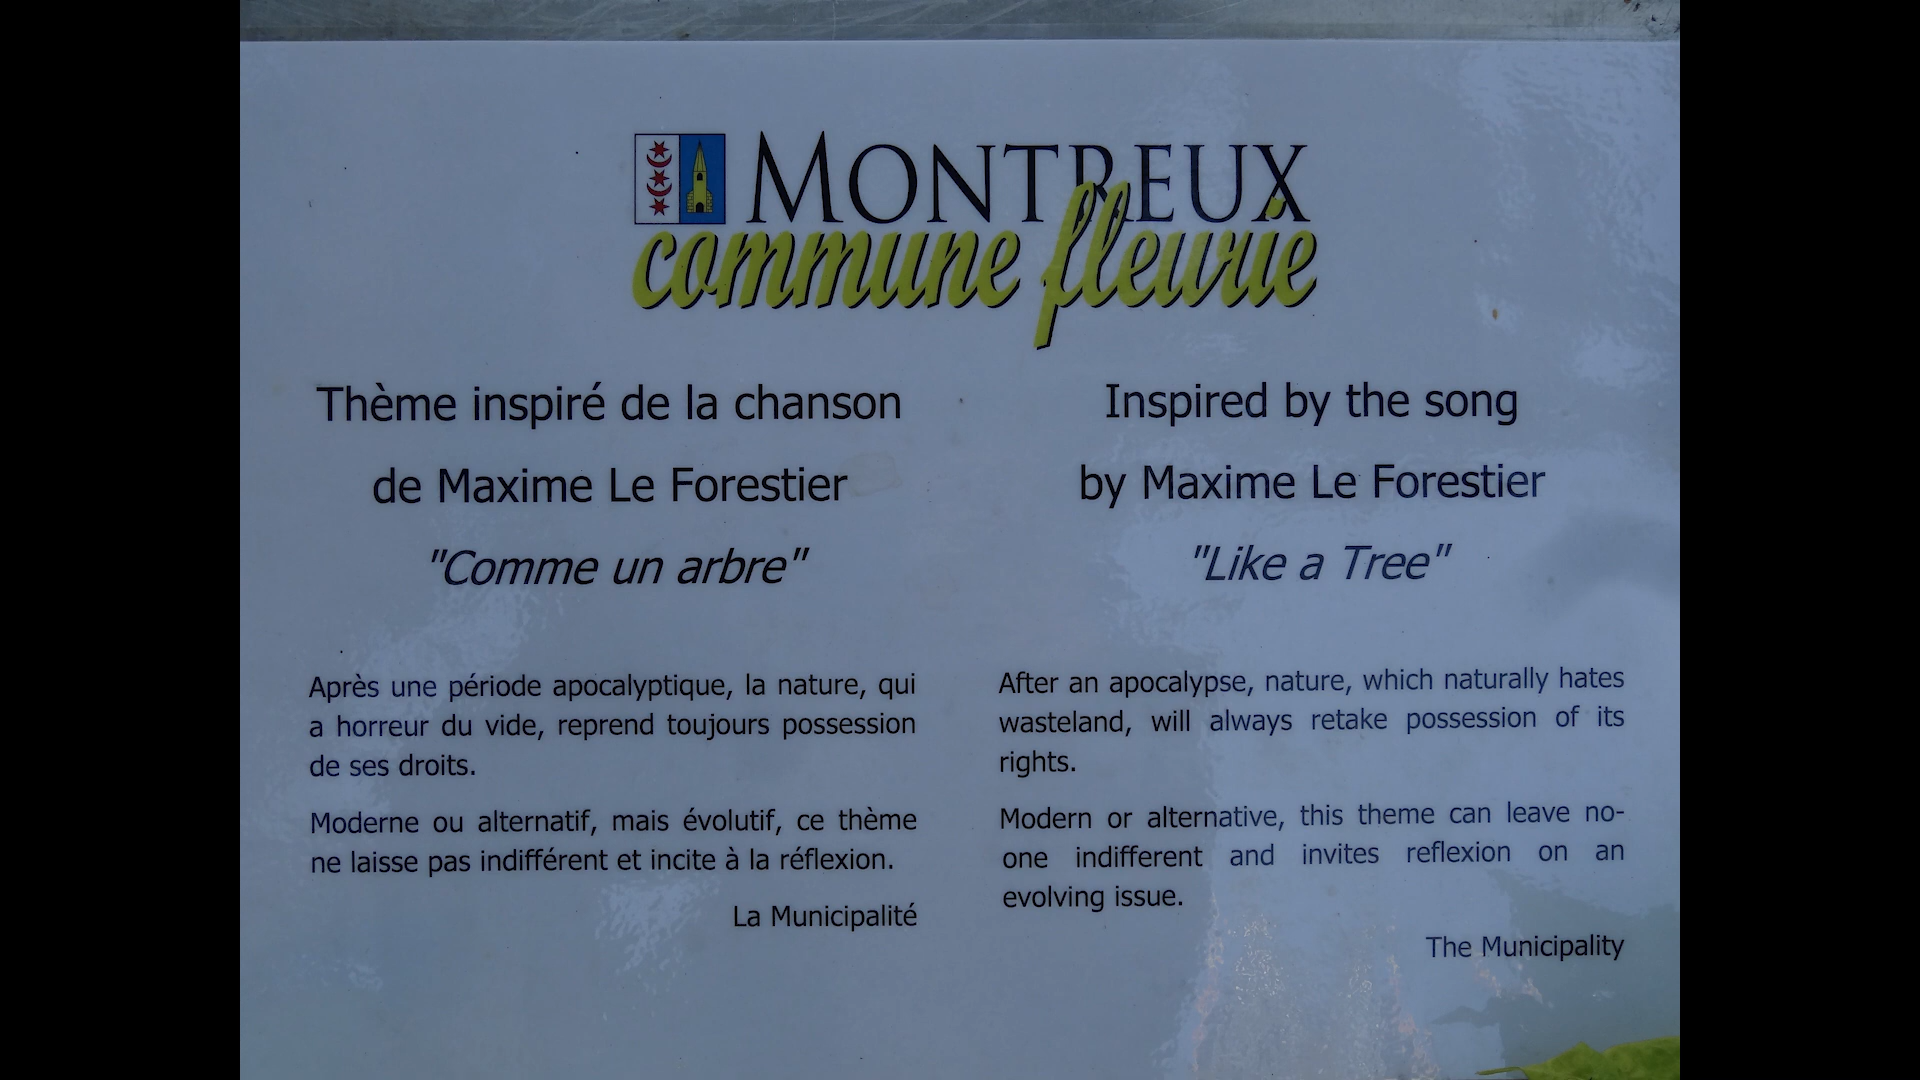 MONTREUX
commune fleurie
Thème inspiré de la chanson
de Maxime Le Forestier
"Comme un arbre"
Après une période apocalyptique, la nature, qui
a horreur du vide, reprend toujours possession
de ses droits.
Moderne ou alternatif, mais évolutif, ce thème
ne laisse pas indifférent et incite à la réflexion.
La Municipalité
Inspired by the song
by Maxime Le Forestier
"Like a Tree"
After an apocalypse, nature, which naturally hates
wasteland, will always retake possession of its
rights.
Modern or alternative, this theme can leave no-
one indifferent and invites reflexion on an
evolving issue.
The Municipality